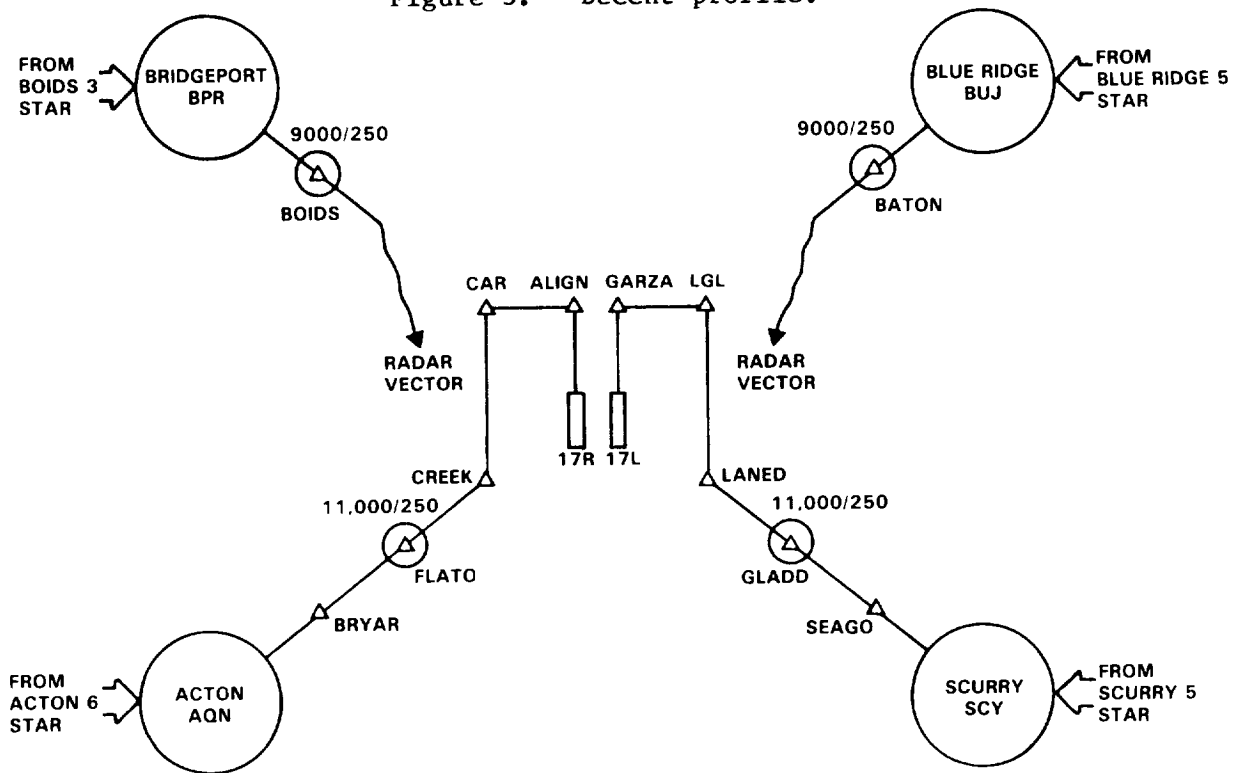 Figure Decent profile.
FROM
BOIDS 3
STAR
BRIDGEPORT
BPR
9000/250
BOIDS
RADAR
VECTOR
BLUE RIDGE
BUJ
FROM
BLUE RIDGE 5
STAR
9000/250
BATON
RADAR
VECTOR
CAR ALIGN GARZA LGL
17R 17L
CREEK
11,000/250
FLATO
BRYAR
LANED
11,000/250
GLADD
SEAGO
FROM
ACTON 6
STAR
ACTON
AQN
SCURRY
SCY
FROM
SCURRY 5
STAR